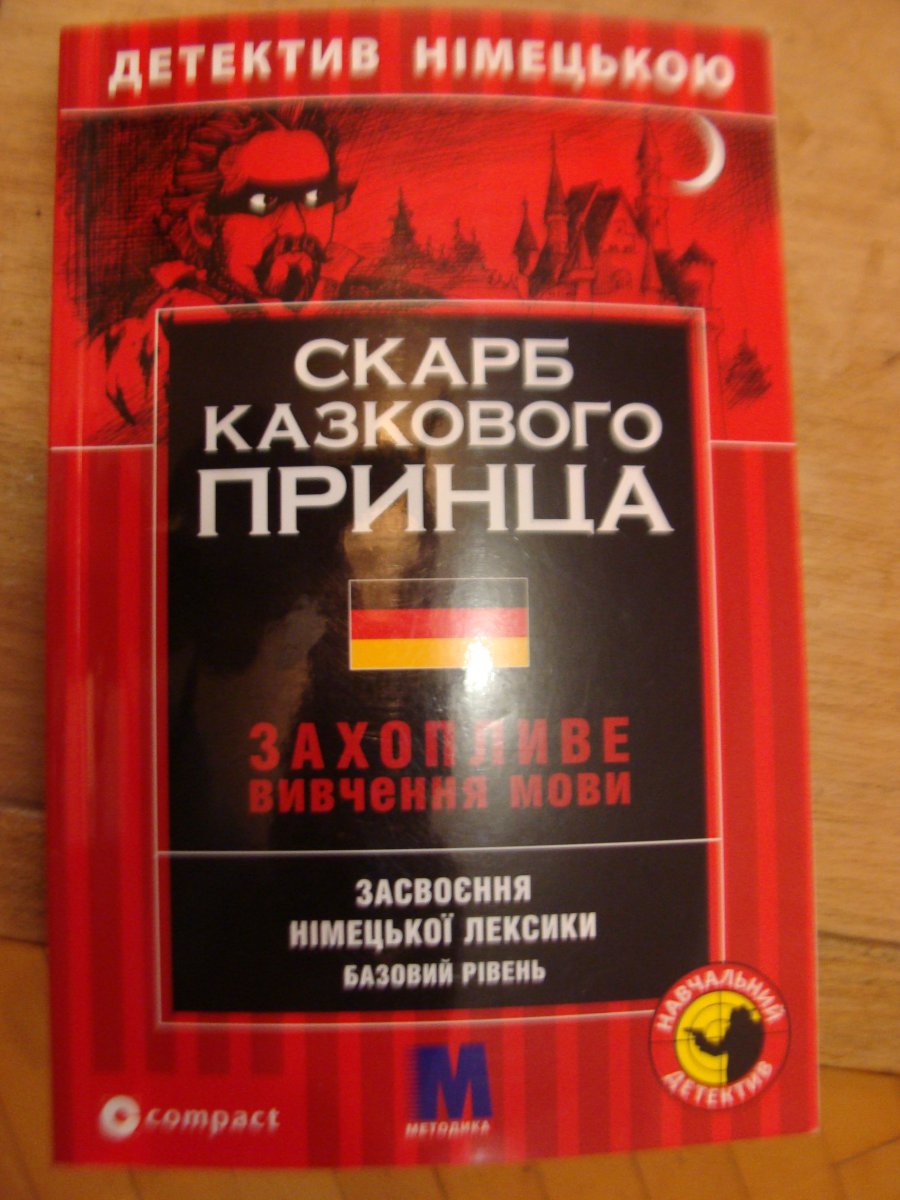 ДЕТЕКТИВ НІМЕЦЬКОЮ
СКАРБ
КАЗКОВОГО
ПРИНЦА
ЗАХОПЛИВЕ
вивчення мови
ЗАСВОЄННЯ
НІМЕЦЬКОЇ ЛЕКСИКИ
БАЗОВИЙ РІВЕНЬ
НАВЧАЛЬНИЙ
ДЕТЕКТИВ
compact
М
МЕТОДИКА